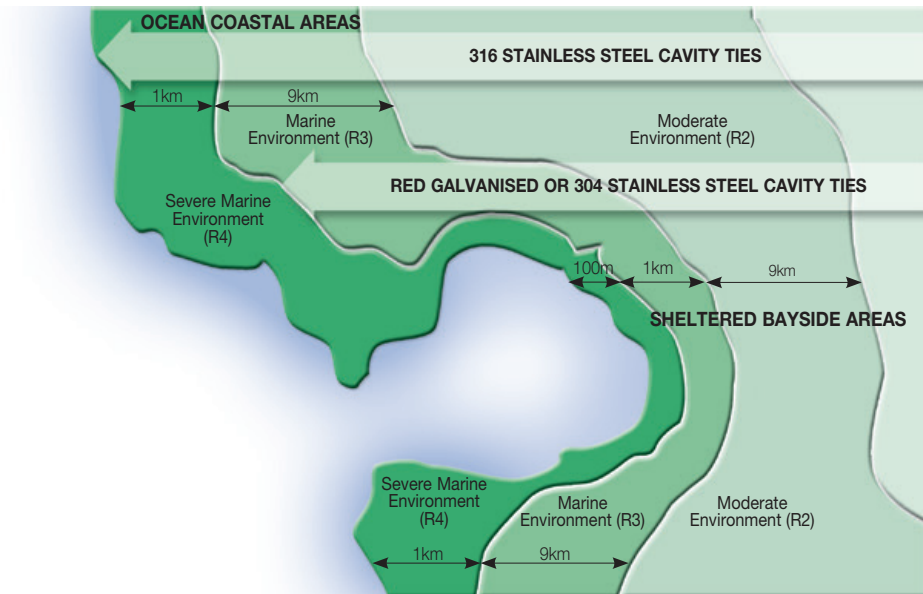 OCEAN COASTAL AREAS
316 STAINLESS STEEL CAVITY TIES
1km
9km
Marine
Environment (R3)
Moderate
Environment (R2)
RED GALVANISED OR 304 STAINLESS STEEL CAVITY TIES
Severe Marine
Environment
(R4)
100m
1km
9km
SHELTERED BAYSIDE AREAS
Severe Marine
Environment
(R4)
Marine
Environment (R3)
Moderate
Environment (R2)
1km
9km